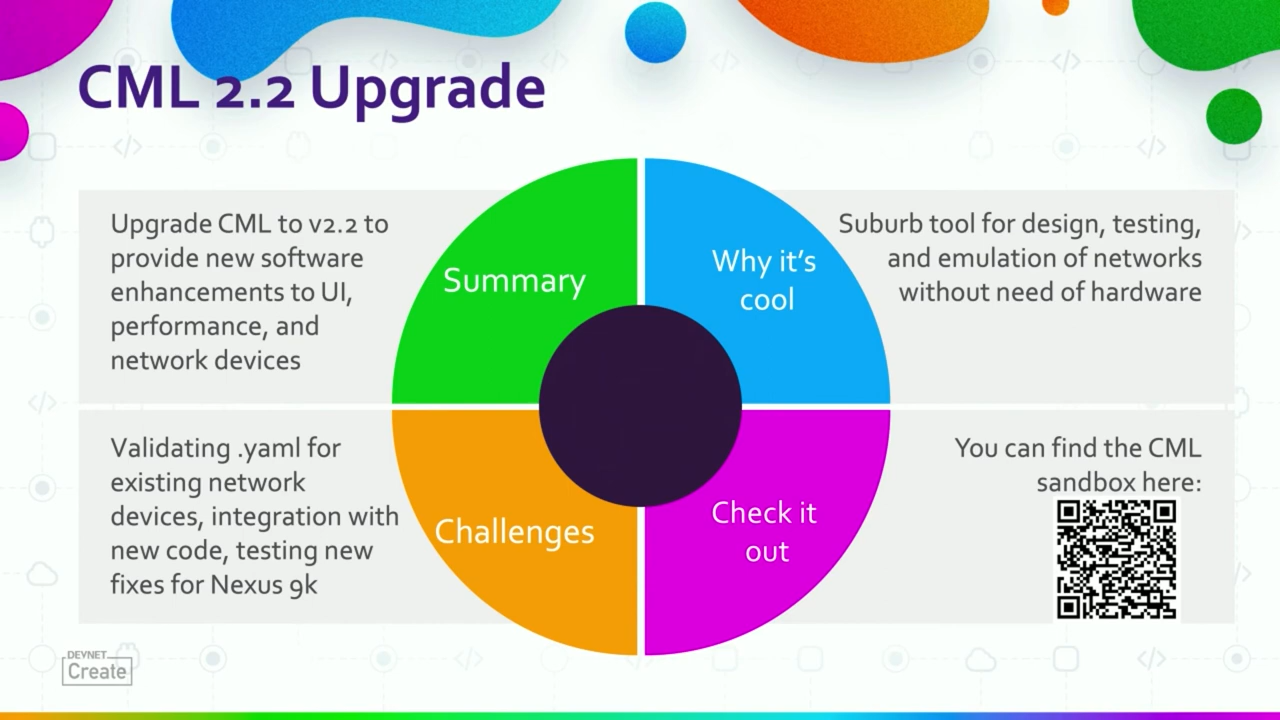 CML 2.2 Upgrade
Upgrade CML to v2.2 to
provide new software
enhancements to UI,
performance, and
network devices
Summary
Why it's
cool
Suburb tool for design, testing,
and emulation of networks
without need of hardware
Validating .yaml for
existing network
devices, integration with
new code, testing new
fixes for Nexus 9k
Challenges
Check it
out
You can find the CML
sandbox here:
DEVNET
Create